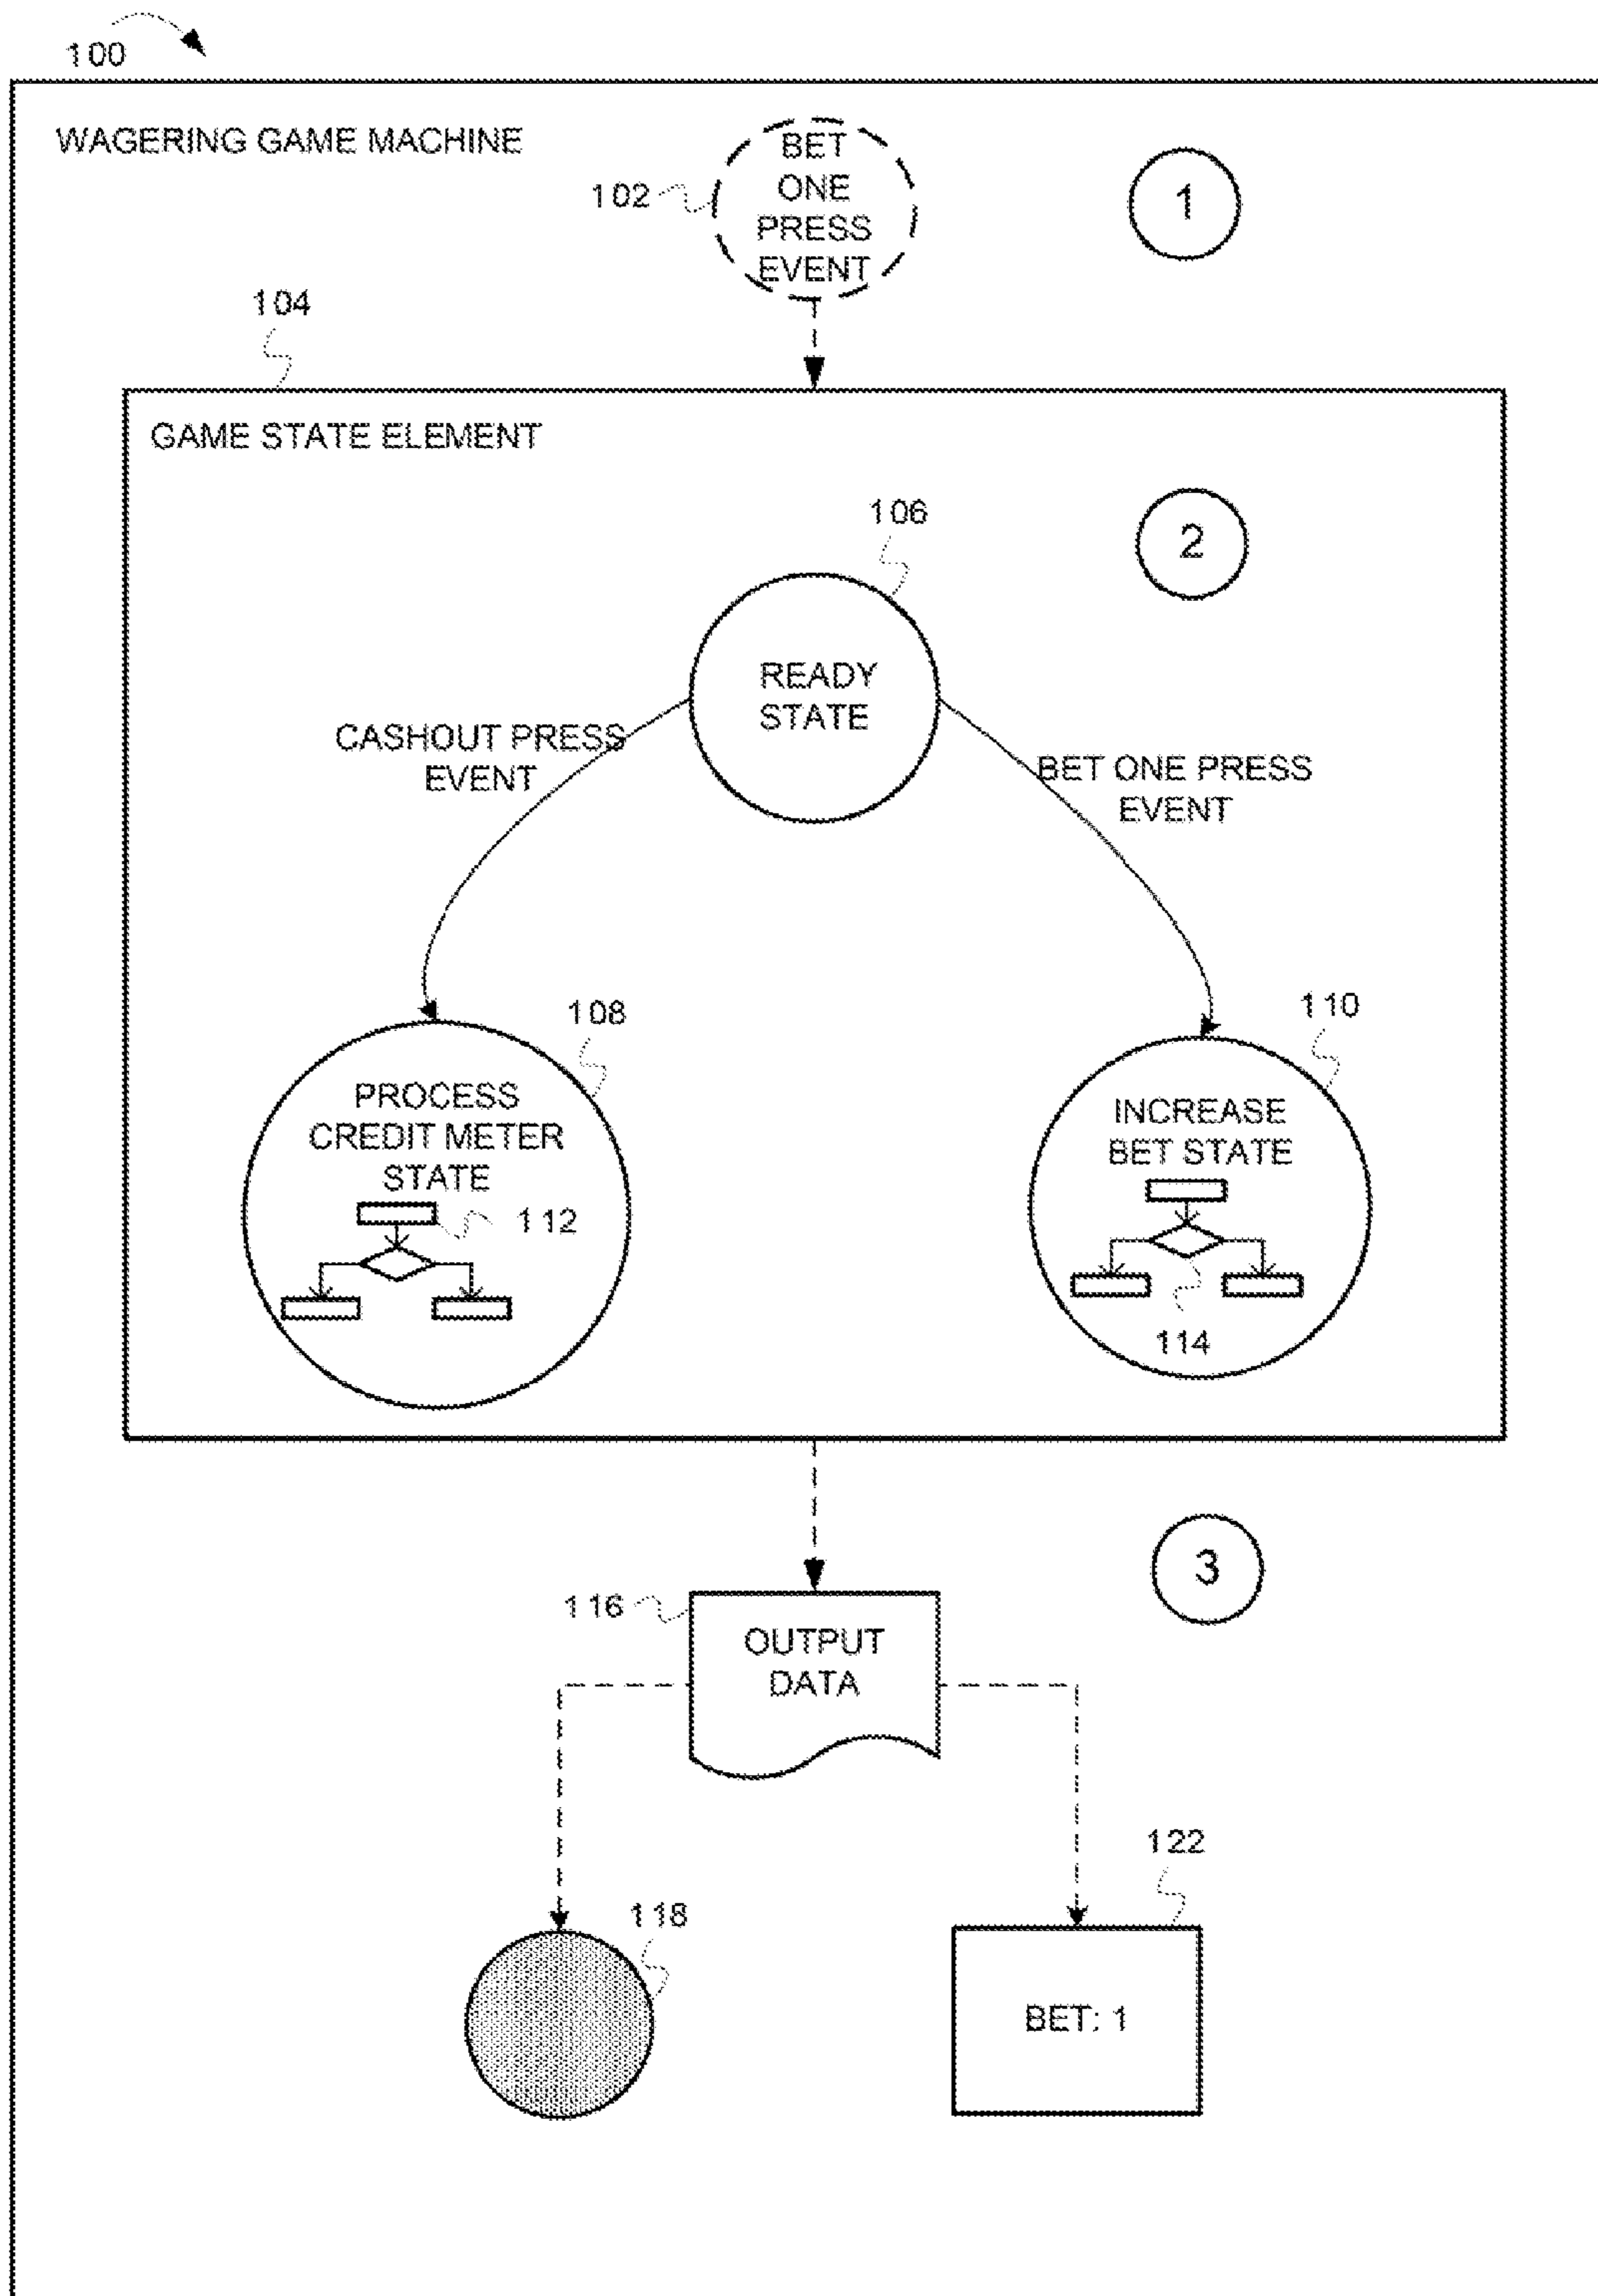 100
WAGERING GAME MACHINE
BET
ONE
PRESS
EVENT
102
1
104
GAME STATE ELEMENT
106
2
READY
STATE
CASHOUT PRESS
EVENT
BET ONE PRESS
EVENT
108
110
PROCESS
CREDIT METER
STATE
112
INCREASE
BET STATE
114
3
116
OUTPUT
DATA
118
122
BET: 1